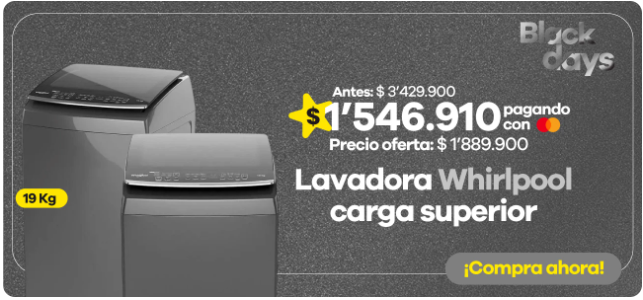 Black
days
Antes: $ 3'429.900
$1'546.910 pagando
con
Precio oferta: $ 1'889.900
Lavadora Whirlpool
carga superior
19 Kg
¡Compra ahora!